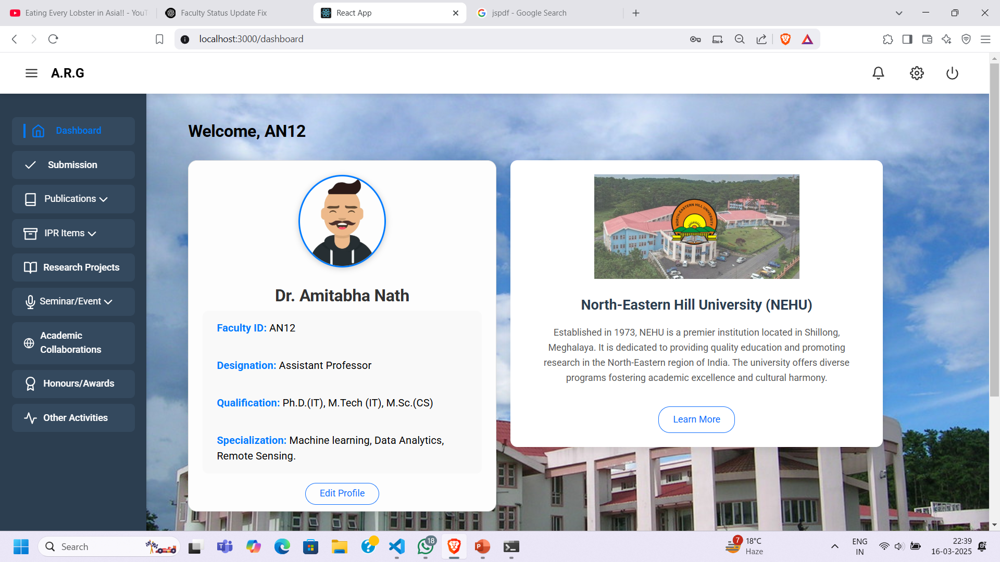 Eating Every Lobster in Asia!! - YouT
Faculty Status Update Fix
React App
jspdf - Google Search
localhost:3000/dashboard
A.R.G
Dashboard
Submission
Publications
IPR Items
Research Projects
Seminar/Event
Academic
Collaborations
Honours/Awards
Other Activities
Welcome, AN12
Dr. Amitabha Nath
Faculty ID: AN12
Designation: Assistant Professor
Qualification: Ph.D.(IT), M.Tech (IT), M.Sc.(CS)
Specialization: Machine learning, Data Analytics,
Remote Sensing.
Edit Profile
NORTH-EASTERN HILL UNIVERSITY
North-Eastern Hill University (NEHU)
Established in 1973, NEHU is a premier institution located in Shillong,
Meghalaya. It is dedicated to providing quality education and promoting
research in the North-Eastern region of India. The university offers diverse
programs fostering academic excellence and cultural harmony.
Learn More
Search
18
7
18°C
Haze
ENG
IN
22:39
16-03-2025